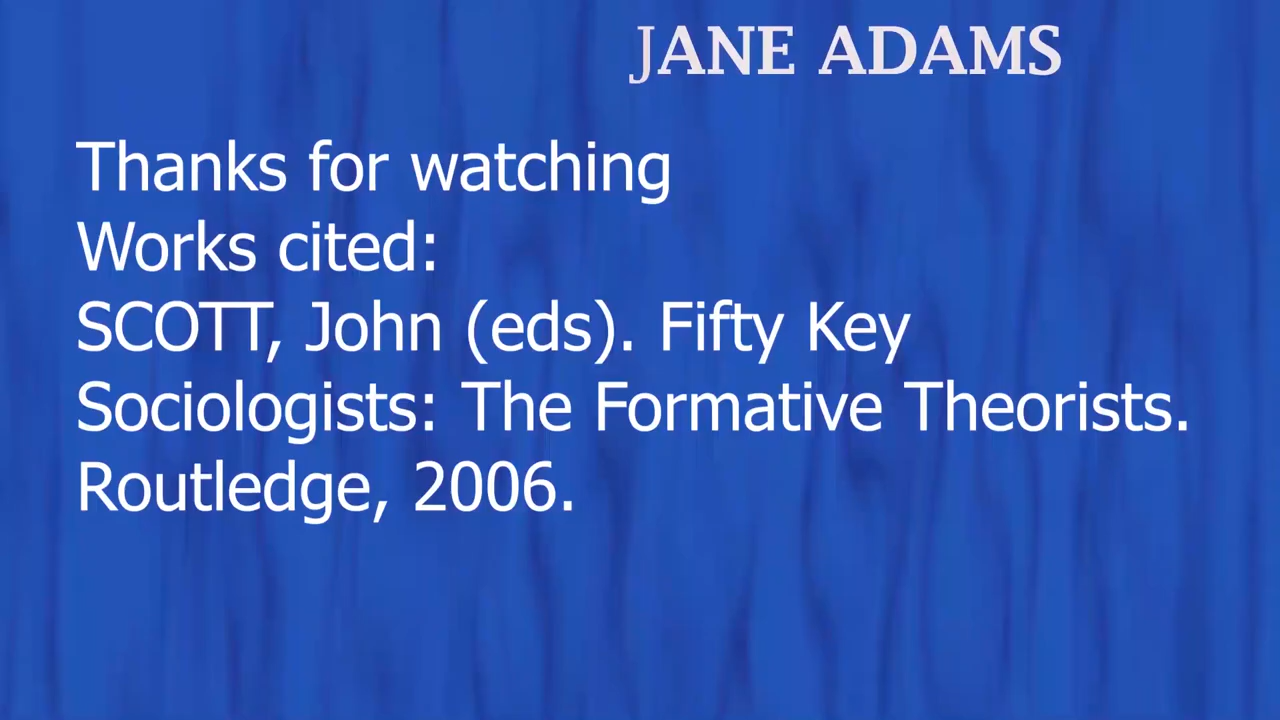 JANE ADAMS
Thanks for watching
Works cited:
SCOTT, John (eds). Fifty Key
Sociologists: The Formative Theorists.
Routledge, 2006.